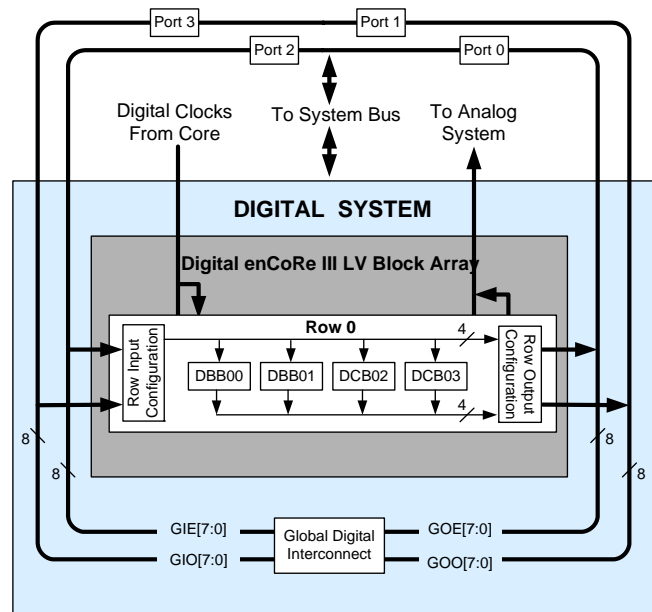 Port 3
Port 1
Port 2
Port 0
Digital Clocks
From Core
To System Bus
To Analog
System
DIGITAL SYSTEM
Digital enCoRe III LV Block Array
Row Input
Configuration
Row 0
4
DBB00
DBB01
DCB02
DCB03
4
Row Output
Configuration
8
8
8
8
GIE[7:0]
GIO[7:0]
Global Digital
Interconnect
GOE[7:0]
GOO[7:0]